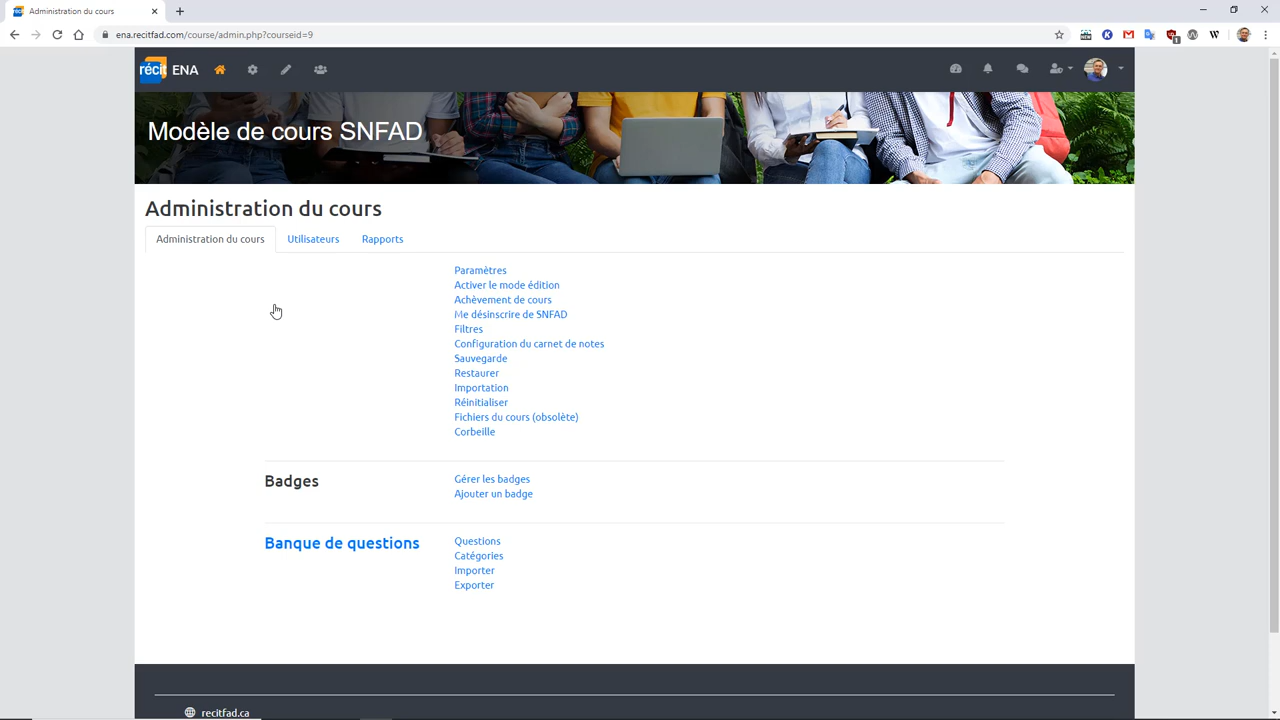 Administration du cours
ena.recitfad.com/course/admin.php?courseid=9
récit ENA
Modèle de cours SNFAD
Administration du cours
Administration du cours Utilisateurs Rapports
Paramètres
Activer le mode édition
Achèvement de cours
Me désinscrire de SNFAD
Filtres
Configuration du carnet de notes
Sauvegarde
Restaurer
Importation
Réinitialiser
Fichiers du cours (obsolète)
Corbeille
Badges
Gérer les badges
Ajouter un badge
Banque de questions
Questions
Catégories
Importer
Exporter
recitfad.ca